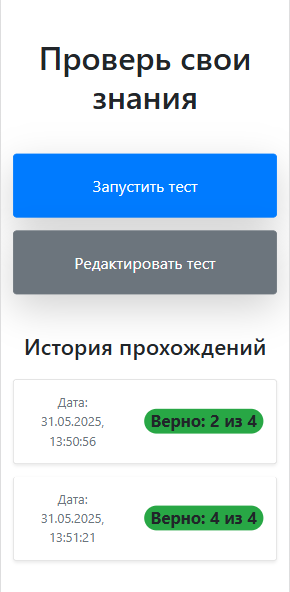 Проверь свои
знания
Запустить тест
Редактировать тест
История прохождений
Дата:
31.05.2025,
13:50:56
Верно: 2 из 4
Дата:
31.05.2025,
13:51:21
Верно: 4 из 4